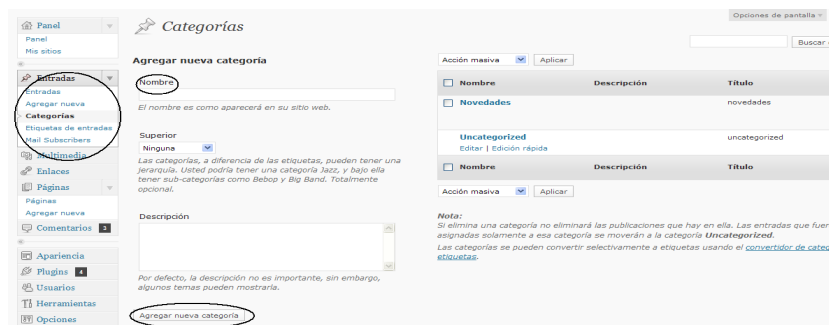 Panel
Panel
Mis sitios
Entradas
Entradas
Agregar nueva
Categorías
Etiquetas de entradas
Mail Subscribers
Multimedia
Enlaces
Páginas
Páginas
Agregar nueva
Comentarios 3
Apariencia
Plugins 4
Usuarios
Herramientas
Opciones
Categorías
Agregar nueva categoría
Nombre
El nombre es como aparecerá en su sitio web.
Superior
Ninguna
Las categorías, a diferencia de las etiquetas, pueden tener una
jerarquía. Usted podría tener una categoría Jazz, y bajo ella
tener sub-categorías como Bebop y Big Band. Totalmente
opcional.
Descripción
Por defecto, la descripción no es importante, sin embargo,
algunos temas pueden mostrarla.
Agregar nueva categoría
Opciones de pantalla
Buscar
Acción masiva Aplicar
Nombre Descripción Título
Novedades novedades
Uncategorized uncategorized
Editar | Edición rápida
Nombre Descripción Título
Acción masiva Aplicar
Nota:
Si elimina una categoría no eliminará las publicaciones que hay en ella. Las entradas que fuer
asignadas solamente a esa categoría se moverán a la categoría Uncategorized.
Las categorías se pueden convertir selectivamente a etiquetas usando el convertidor de categ
etiquetas.